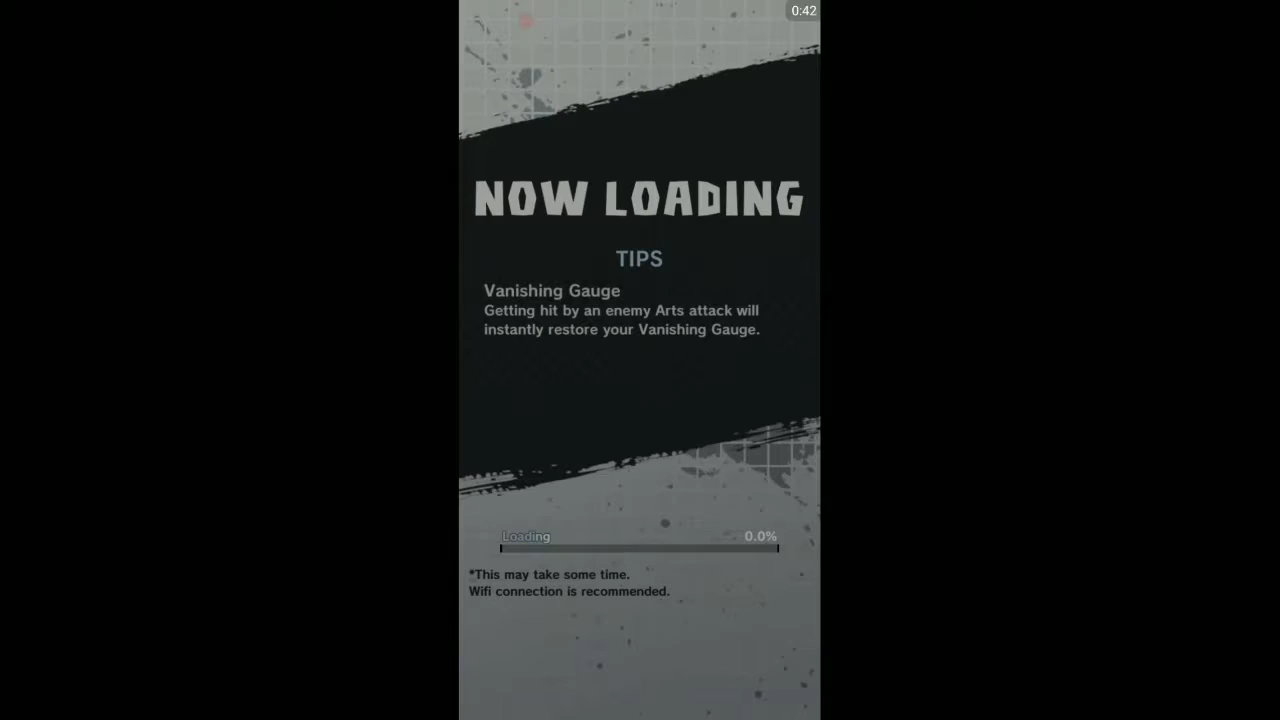 0:42
NOW LOADING
TIPS
Vanishing Gauge
Getting hit by an enemy Arts attack will
instantly restore your Vanishing Gauge.
Loading 0.0%
*This may take some time.
Wifi connection is recommended.